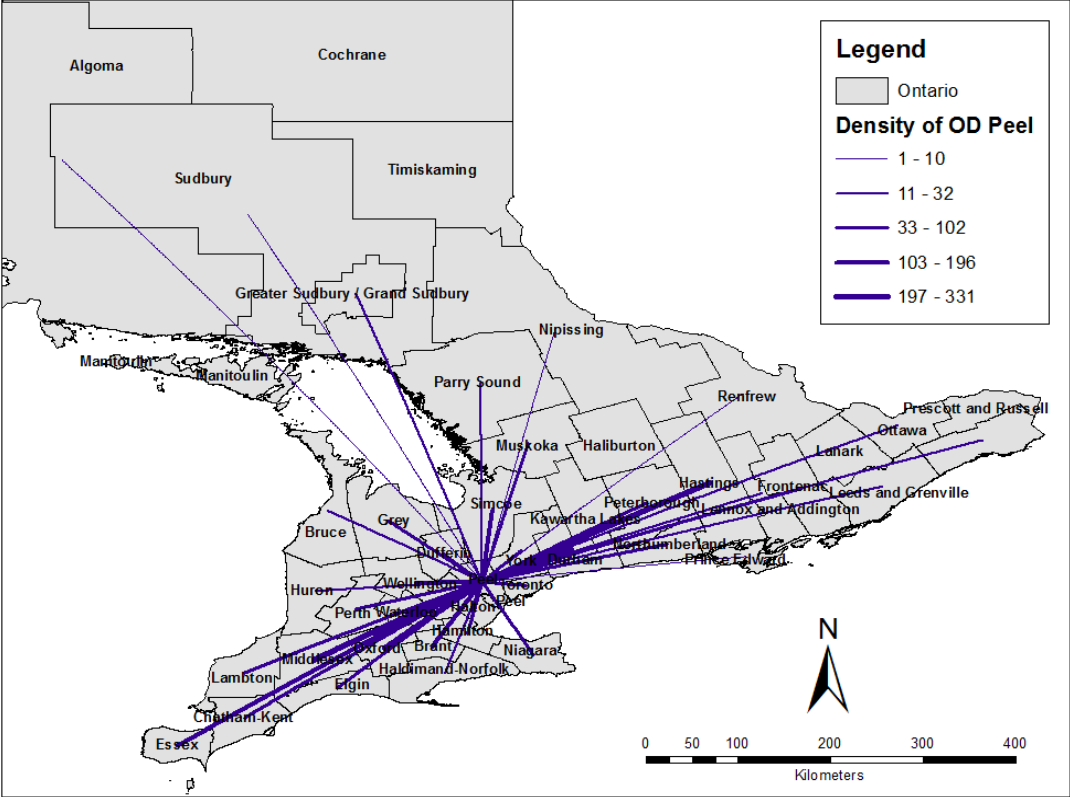 Cochrane
Algoma
Timiskaming
Sudbury
Greater Sudbury / Grand Sudbury
Nipissing
Manitoulin
Manitoulin
Parry Sound
Renfrew
Prescott and Russell
Ottawa
Muskoka
Haliburton
Lanark
Hastings
Frontenac
Leeds and Grenville
Simcoe
Peterborough
Lennox and Addington
Kawartha Lakes
Grey
Bruce
Dufferin
Northumberland
York
Durham
Prince Edward
Peel
Toronto
Wellington
Huron
Peel
Halton
Perth
Waterloo
Hamilton
Brant
Oxford
Middlesex
Niagara
Haldimand-Norfolk
Lambton
Elgin
Chatham-Kent
Essex
Legend
Ontario
Density of OD Peel
1 - 10
11 - 32
33 - 102
103 - 196
197 - 331
N
0 50 100 200 300 400
Kilometers